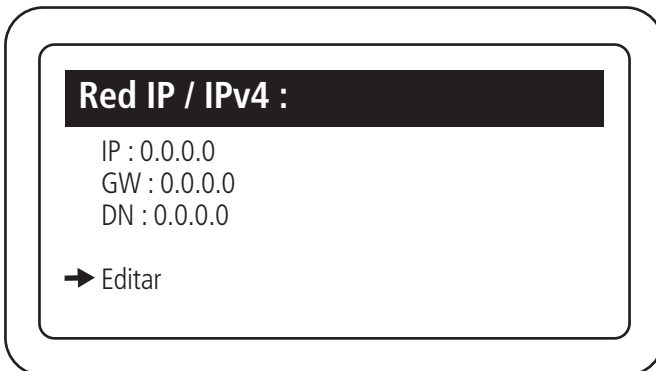 Red IP / IPv4 :
IP : 0.0.0.0
GW : 0.0.0.0
DN : 0.0.0.0
Editar